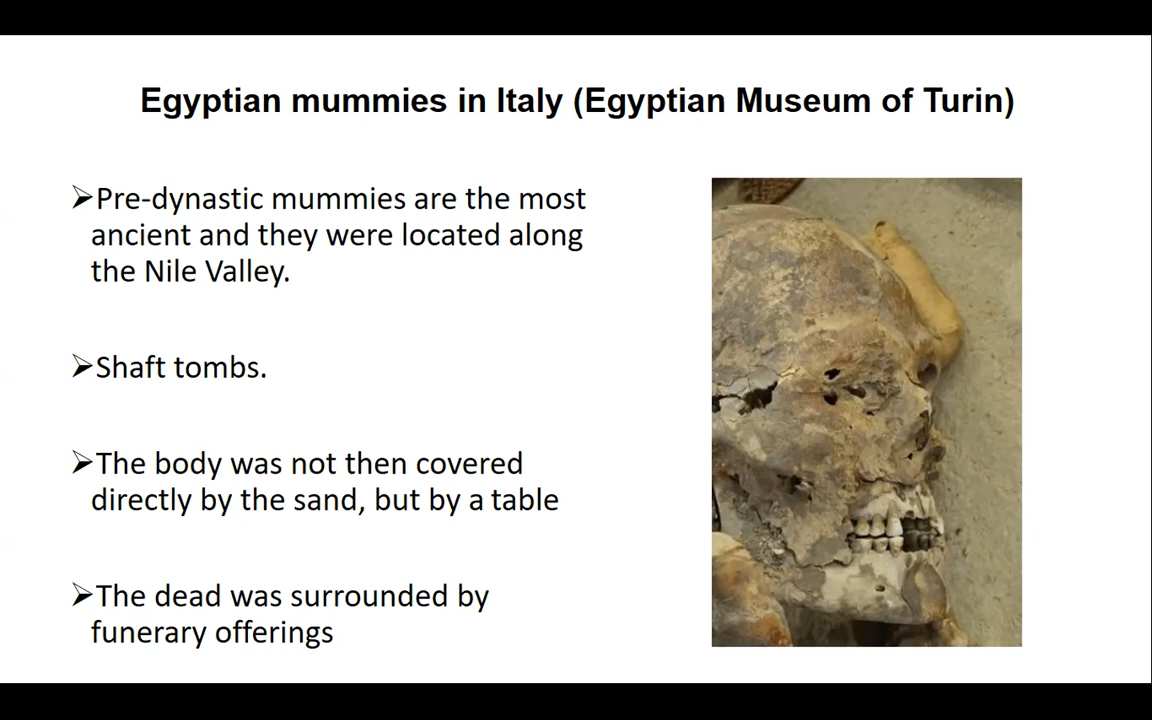 Egyptian mummies in Italy (Egyptian Museum of Turin)
➢Pre-dynastic mummies are the most
ancient and they were located along
the Nile Valley.
➢Shaft tombs.
➢The body was not then covered
directly by the sand, but by a table
➢The dead was surrounded by
funerary offerings